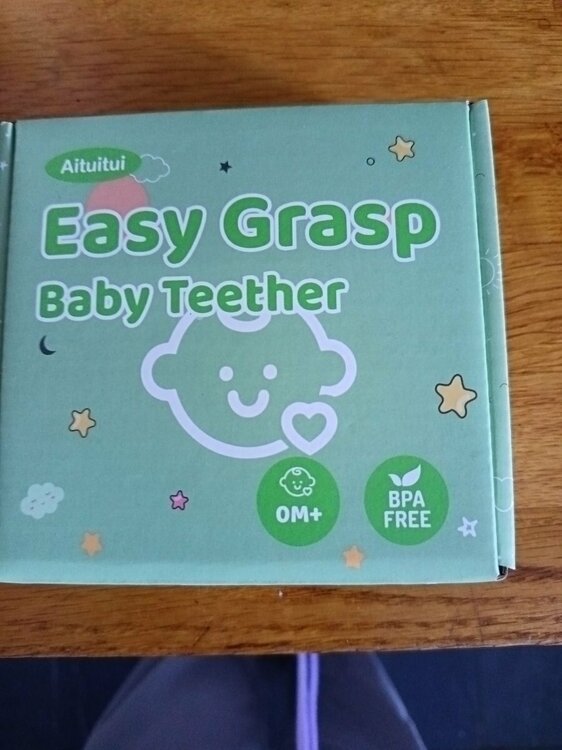 Aituitui
Easy Grasp
Baby Teether
0M+
BPA
FREE